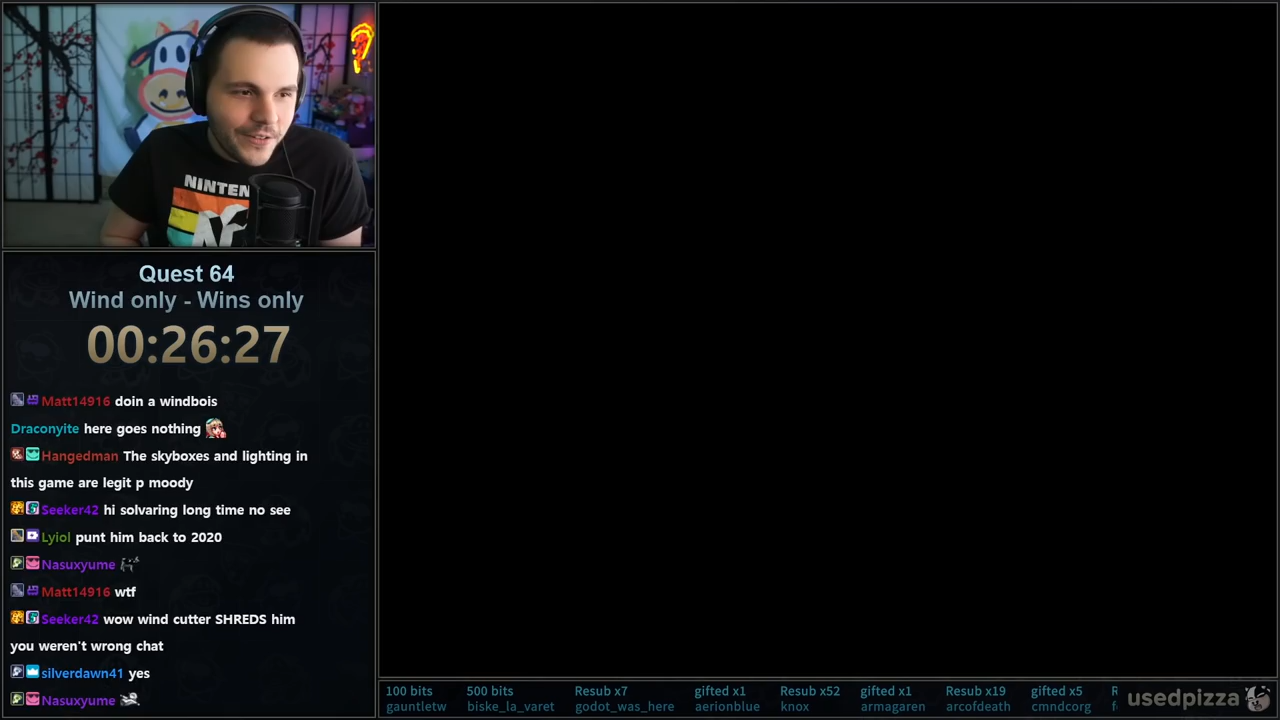 NINTEN
Quest 64
Wind only - Wins only
00:26:27
Matt14916 doin a windbois
Draconyite here goes nothing
Hangedman The skyboxes and lighting in
this game are legit p moody
Seeker42 hi solvaring long time no see
Lyiol punt him back to 2020
Nasuxyume
Matt14916 wtf
Seeker42 wow wind cutter SHREDS him
you weren't wrong chat
silverdawn41 yes
Nasuxyume
100 bits 500 bits Resub x7 gifted x1 Resub x52 gifted x1 Resub x19 gifted x5
gauntletw biske_la_varet godot_was_here aerionblue knox armagaren arcofdeath cmndcorg
usedpizza